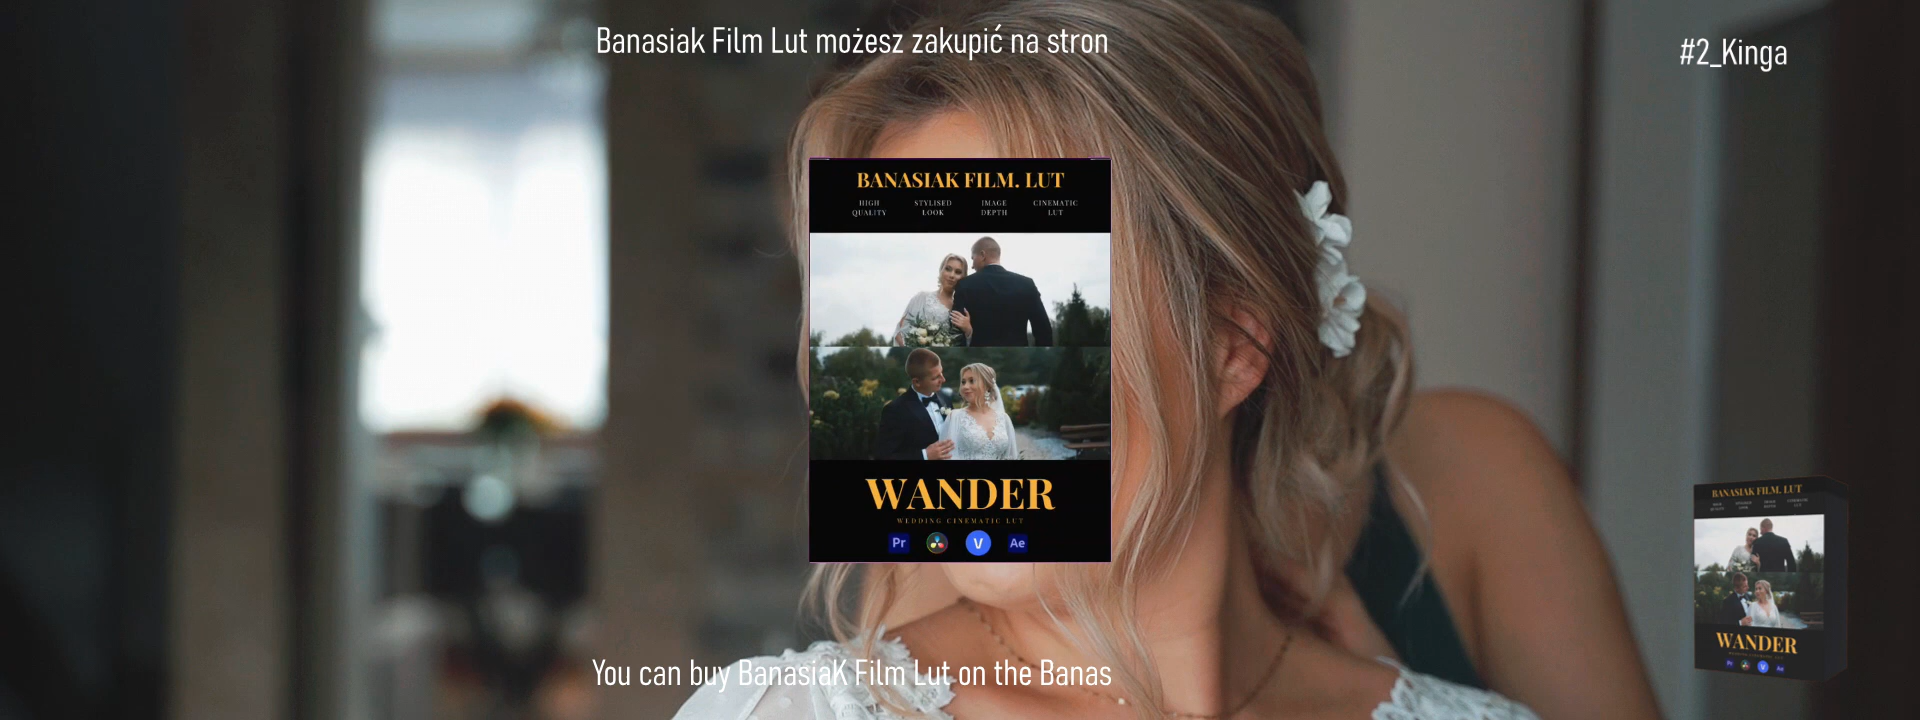 Banasiak Film Lut możesz zakupić na stron
#2_Kinga
BANASIAK FILM. LUT
HIGH QUALITY
STYLISED LOOK
IMAGE DEPTH
CINEMATIC LUT
WANDER
WEDDING CINEMATIC LUT
Pr
V
Ae
You can buy BanasiaK Film Lut on the Banas
BANASIAK FILM. LUT
WANDER
Pr
V
Ae